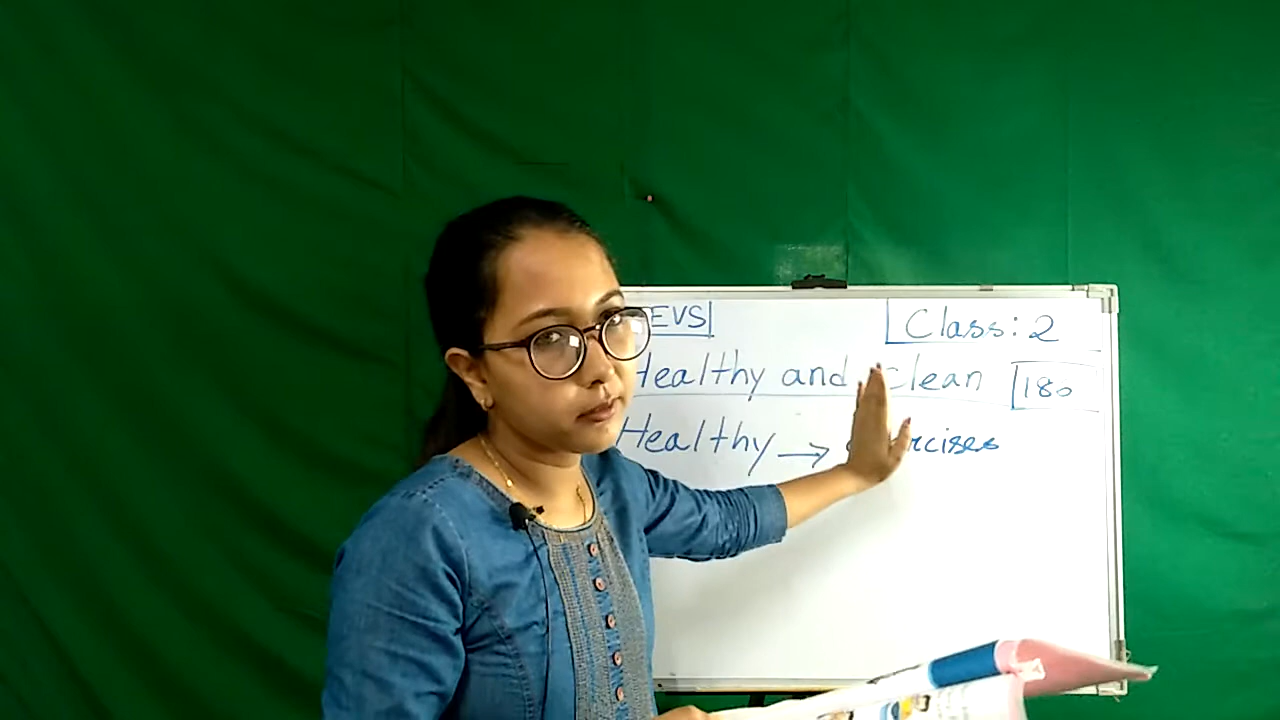 EVS
Class: 2
Healthy and clean
180
Healthy → exercises